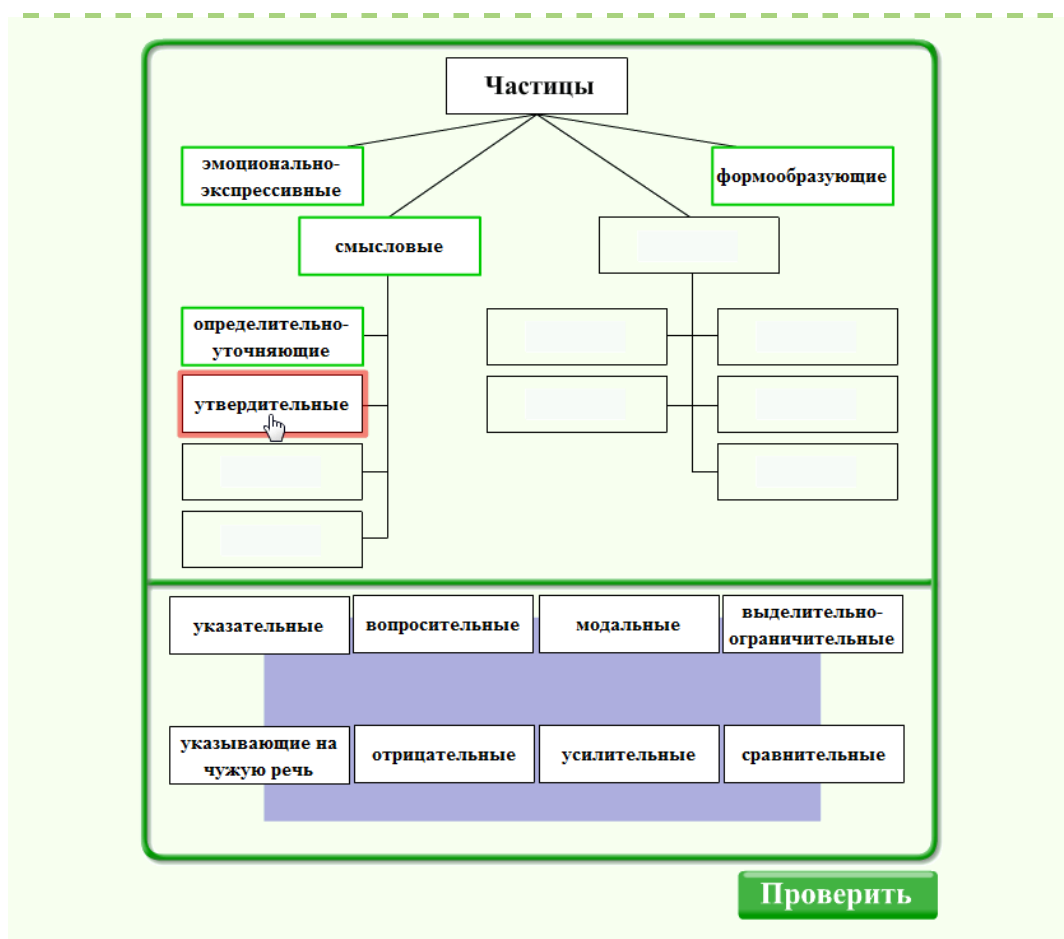 Частицы
эмоционально-
экспрессивные
формообразующие
смысловые
определительно-
уточняющие
утвердительные
указательные
вопросительные
модальные
выделительно-
ограничительные
указывающие на
чужую речь
отрицательные
усилительные
сравнительные
Проверить